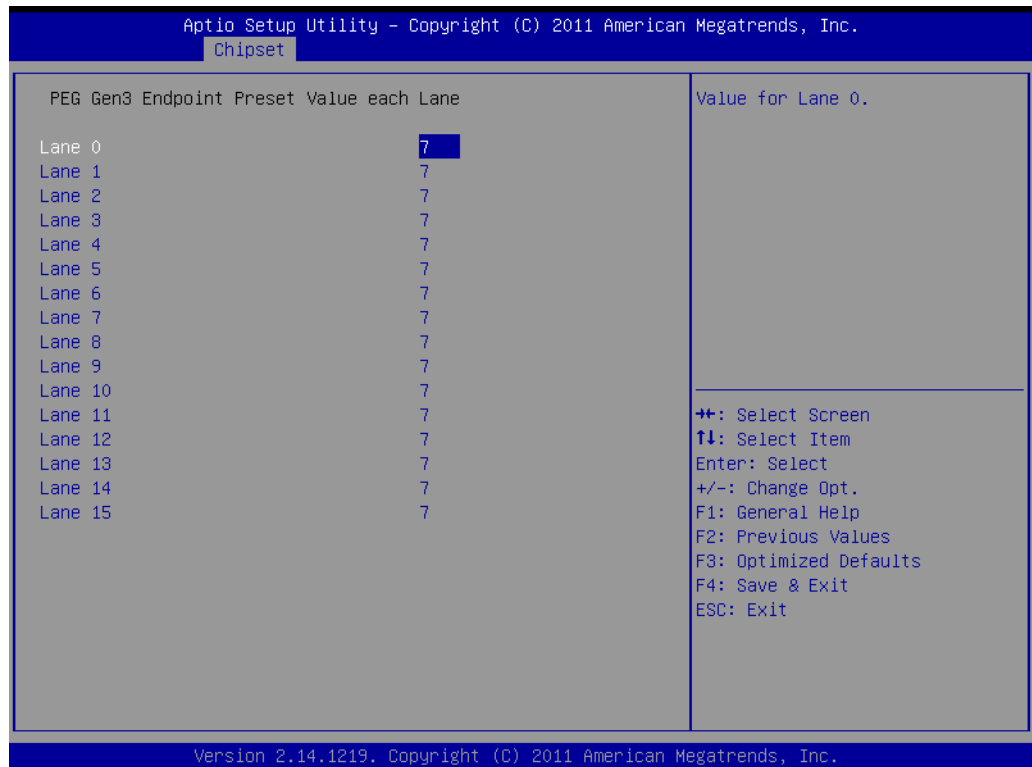 Aptio Setup Utility – Copyright (C) 2011 American Megatrends, Inc.
Chipset
PEG Gen3 Endpoint Preset Value each Lane
Lane 0 7
Lane 1 7
Lane 2 7
Lane 3 7
Lane 4 7
Lane 5 7
Lane 6 7
Lane 7 7
Lane 8 7
Lane 9 7
Lane 10 7
Lane 11 7
Lane 12 7
Lane 13 7
Lane 14 7
Lane 15 7
Value for Lane 0.
→←: Select Screen
↑↓: Select Item
Enter: Select
+/-: Change Opt.
F1: General Help
F2: Previous Values
F3: Optimized Defaults
F4: Save & Exit
ESC: Exit
Version 2.14.1219. Copyright (C) 2011 American Megatrends, Inc.